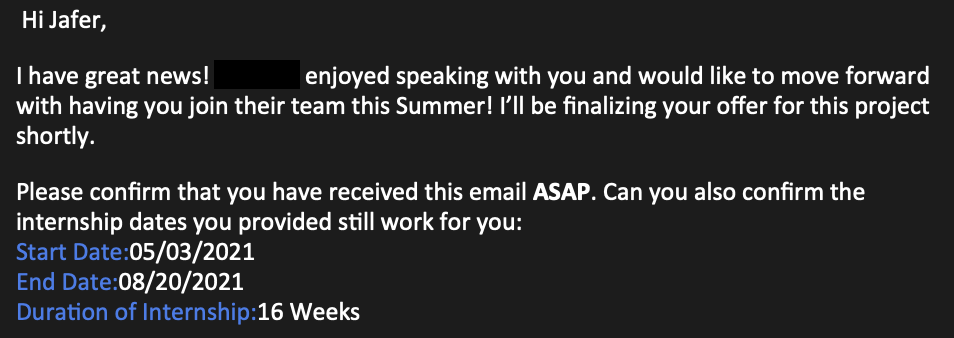 Hi Jafer,
I have great news! enjoyed speaking with you and would like to move forward
with having you join their team this Summer! I'll be finalizing your offer for this project
shortly.
Please confirm that you have received this email ASAP. Can you also confirm the
internship dates you provided still work for you:
Start Date:05/03/2021
End Date:08/20/2021
Duration of Internship:16 Weeks